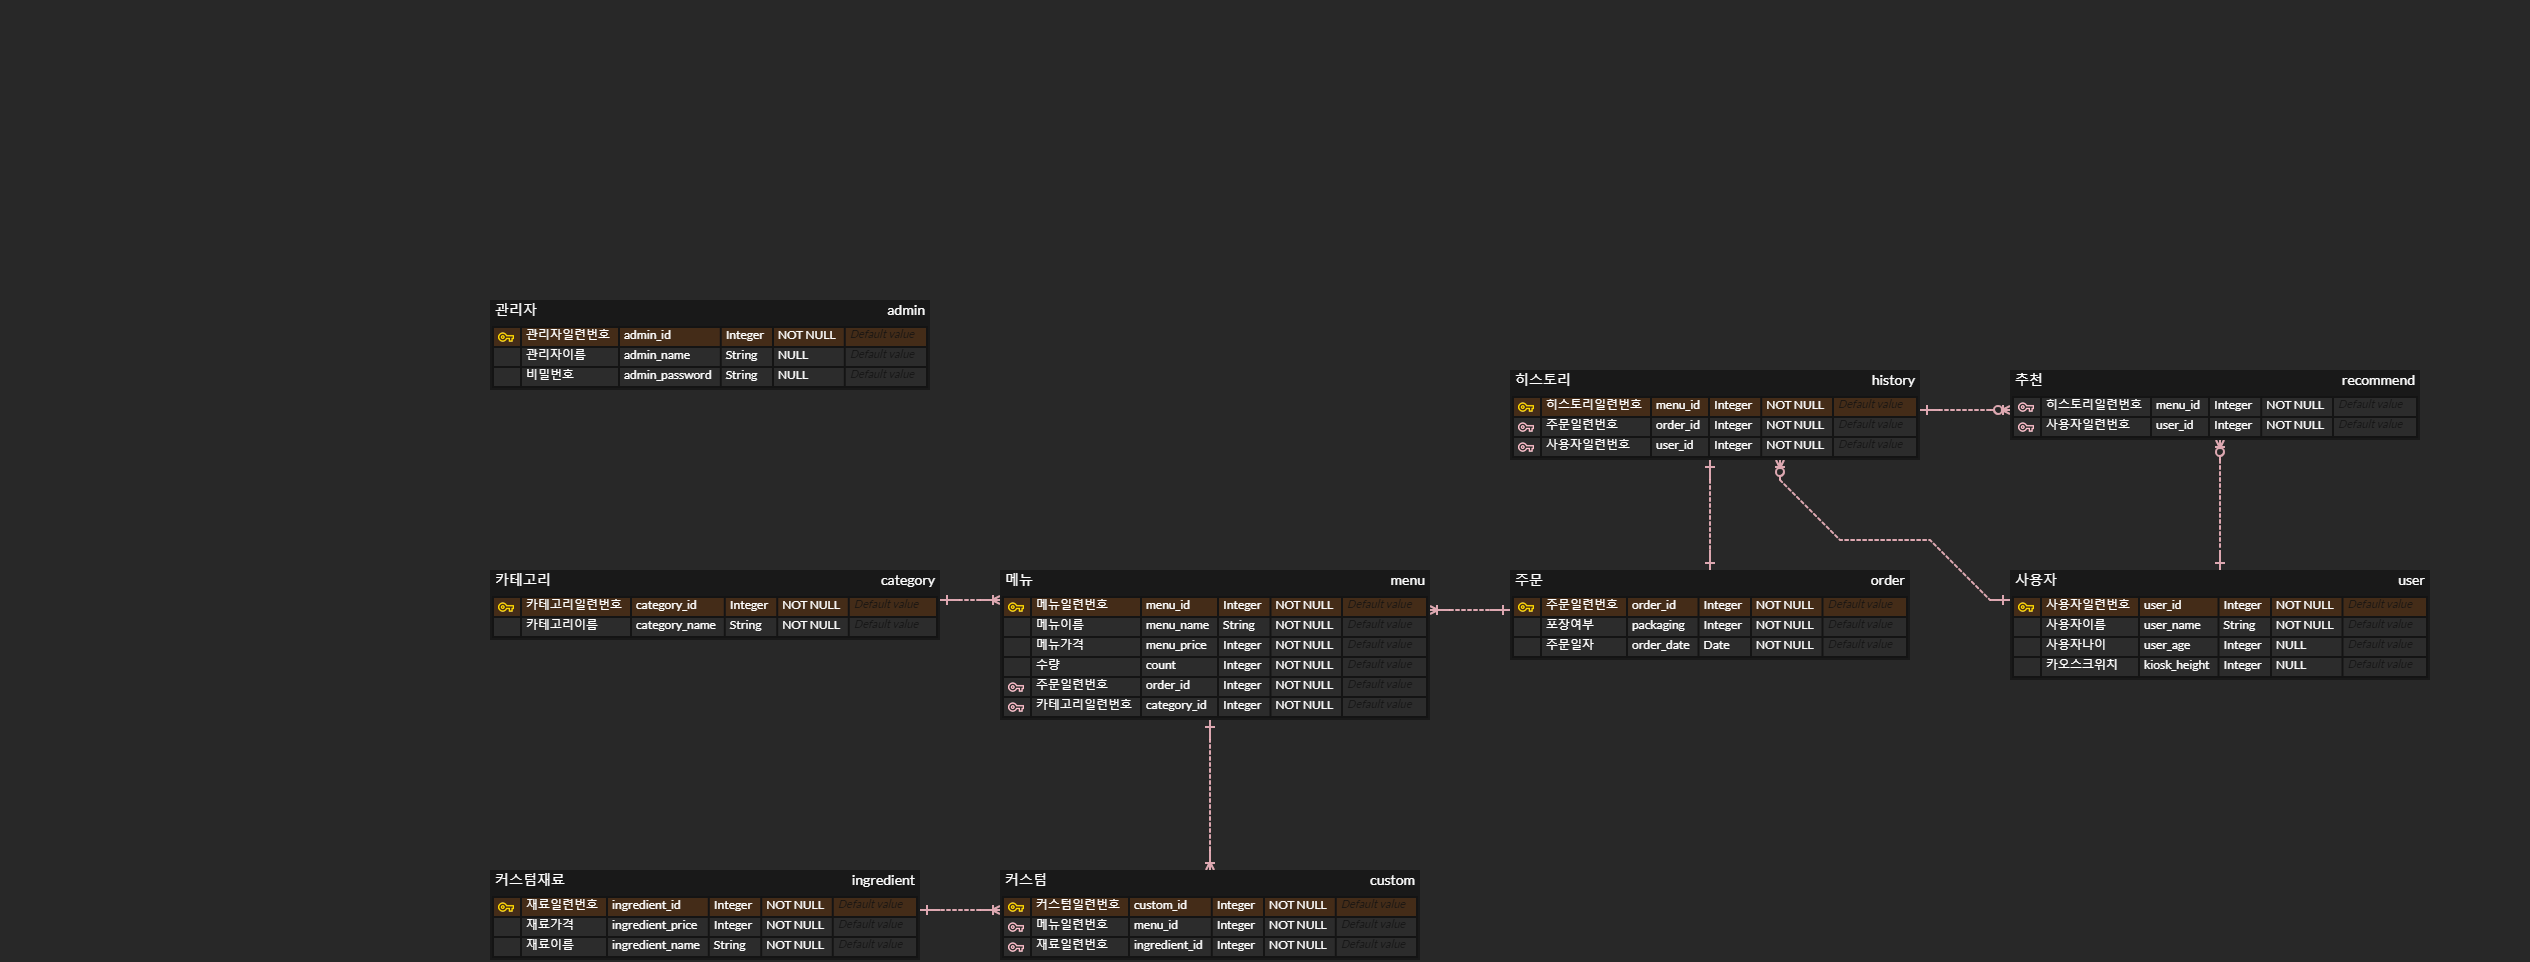 관리자 admin
관리자일련번호 admin_id Integer NOT NULL Default value
관리자이름 admin_name String NULL Default value
비밀번호 admin_password String NULL Default value
히스토리 history
히스토리일련번호 menu_id Integer NOT NULL Default value
주문일련번호 order_id Integer NOT NULL Default value
사용자일련번호 user_id Integer NOT NULL Default value
추천 recommend
히스토리일련번호 menu_id Integer NOT NULL Default value
사용자일련번호 user_id Integer NOT NULL Default value
카테고리 category
카테고리일련번호 category_id Integer NOT NULL Default value
카테고리이름 category_name String NOT NULL Default value
메뉴 menu
메뉴일련번호 menu_id Integer NOT NULL Default value
메뉴이름 menu_name String NOT NULL Default value
메뉴가격 menu_price Integer NOT NULL Default value
수량 count Integer NOT NULL Default value
주문일련번호 order_id Integer NOT NULL Default value
카테고리일련번호 category_id Integer NOT NULL Default value
주문 order
주문일련번호 order_id Integer NOT NULL Default value
포장여부 packaging Integer NOT NULL Default value
주문일자 order_date Date NOT NULL Default value
사용자 user
사용자일련번호 user_id Integer NOT NULL Default value
사용자이름 user_name String NOT NULL Default value
사용자나이 user_age Integer NULL Default value
카오스크위치 kiosk_height Integer NULL Default value
커스텀재료 ingredient
재료일련번호 ingredient_id Integer NOT NULL Default value
재료가격 ingredient_price Integer NOT NULL Default value
재료이름 ingredient_name String NOT NULL Default value
커스텀 custom
커스텀일련번호 custom_id Integer NOT NULL Default value
메뉴일련번호 menu_id Integer NOT NULL Default value
재료일련번호 ingredient_id Integer NOT NULL Default value